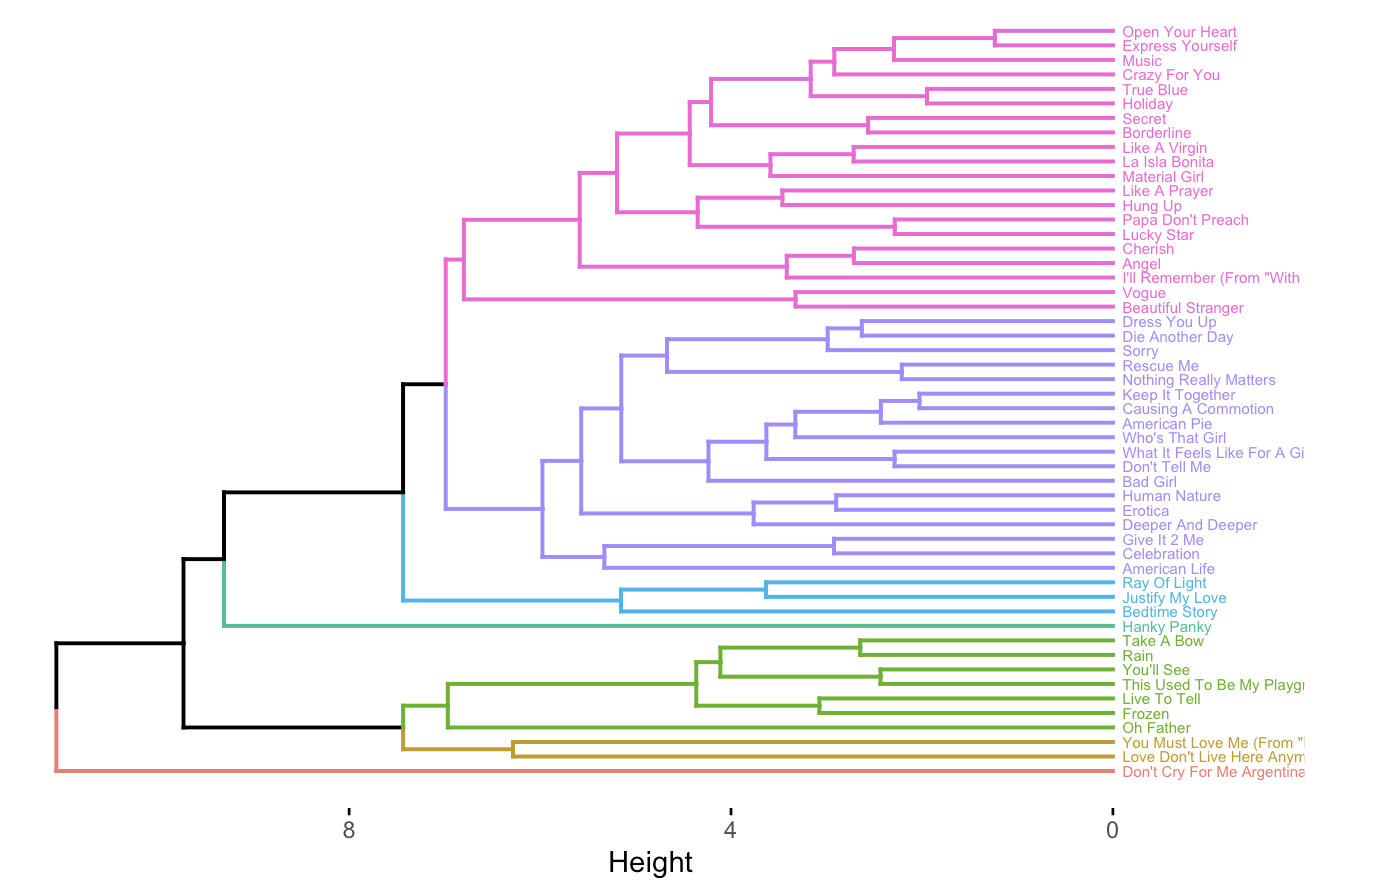 Open Your Heart
Express Yourself
Music
Crazy For You
True Blue
Holiday
Secret
Borderline
Like A Virgin
La Isla Bonita
Material Girl
Like A Prayer
Hung Up
Papa Don't Preach
Lucky Star
Cherish
Angel
I'll Remember (From "With
Vogue
Beautiful Stranger
Dress You Up
Die Another Day
Sorry
Rescue Me
Nothing Really Matters
Keep It Together
Causing A Commotion
American Pie
Who's That Girl
What It Feels Like For A Gi
Don't Tell Me
Bad Girl
Human Nature
Erotica
Deeper And Deeper
Give It 2 Me
Celebration
American Life
Ray Of Light
Justify My Love
Bedtime Story
Hanky Panky
Take A Bow
Rain
You'll See
This Used To Be My Playgr
Live To Tell
Frozen
Oh Father
You Must Love Me (From "
Love Don't Live Here Anym
Don't Cry For Me Argentina
8 4 0
Height